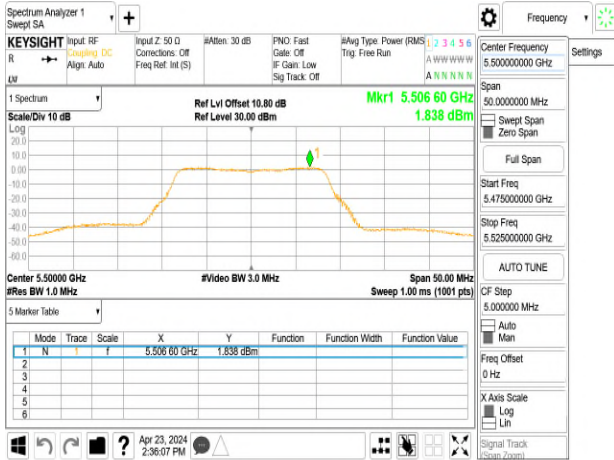 Spectrum Analyzer 1
Swept SA
+
Frequency
KEYSIGHT
R
Input: RF
Coupling: DC
Align: Auto
Input Z: 50 Ω
Corrections: Off
Freq Ref: Int (S)
#Atten: 30 dB
PNO: Fast
Gate: Off
IF Gain: Low
Sig Track: Off
#Avg Type: Power (RMS
Trig: Free Run
1 2 3 4 5 6
A W W W W W
A N N N N N
Center Frequency
5.500000000 GHz
Settings
Span
50.0000000 MHz
Swept Span
Zero Span
Full Span
Start Freq
5.475000000 GHz
Stop Freq
5.525000000 GHz
AUTO TUNE
CF Step
5.000000 MHz
Auto
Man
Freq Offset
0 Hz
X Axis Scale
Log
Lin
Signal Track
(Span Zoom)
1 Spectrum
Scale/Div 10 dB
Ref Lvl Offset 10.80 dB
Ref Level 30.00 dBm
Mkr1 5.506 60 GHz
1.838 dBm
Log
20.0
10.0
0.00
-10.0
-20.0
-30.0
-40.0
-50.0
-60.0
1
Center 5.50000 GHz
#Res BW 1.0 MHz
#Video BW 3.0 MHz
Span 50.00 MHz
Sweep 1.00 ms (1001 pts)
5 Marker Table
Mode Trace Scale X Y Function Function Width Function Value
1 N 1 f 5.506 60 GHz 1.838 dBm
2
3
4
5
6
?
Apr 23, 2024
2:36:07 PM